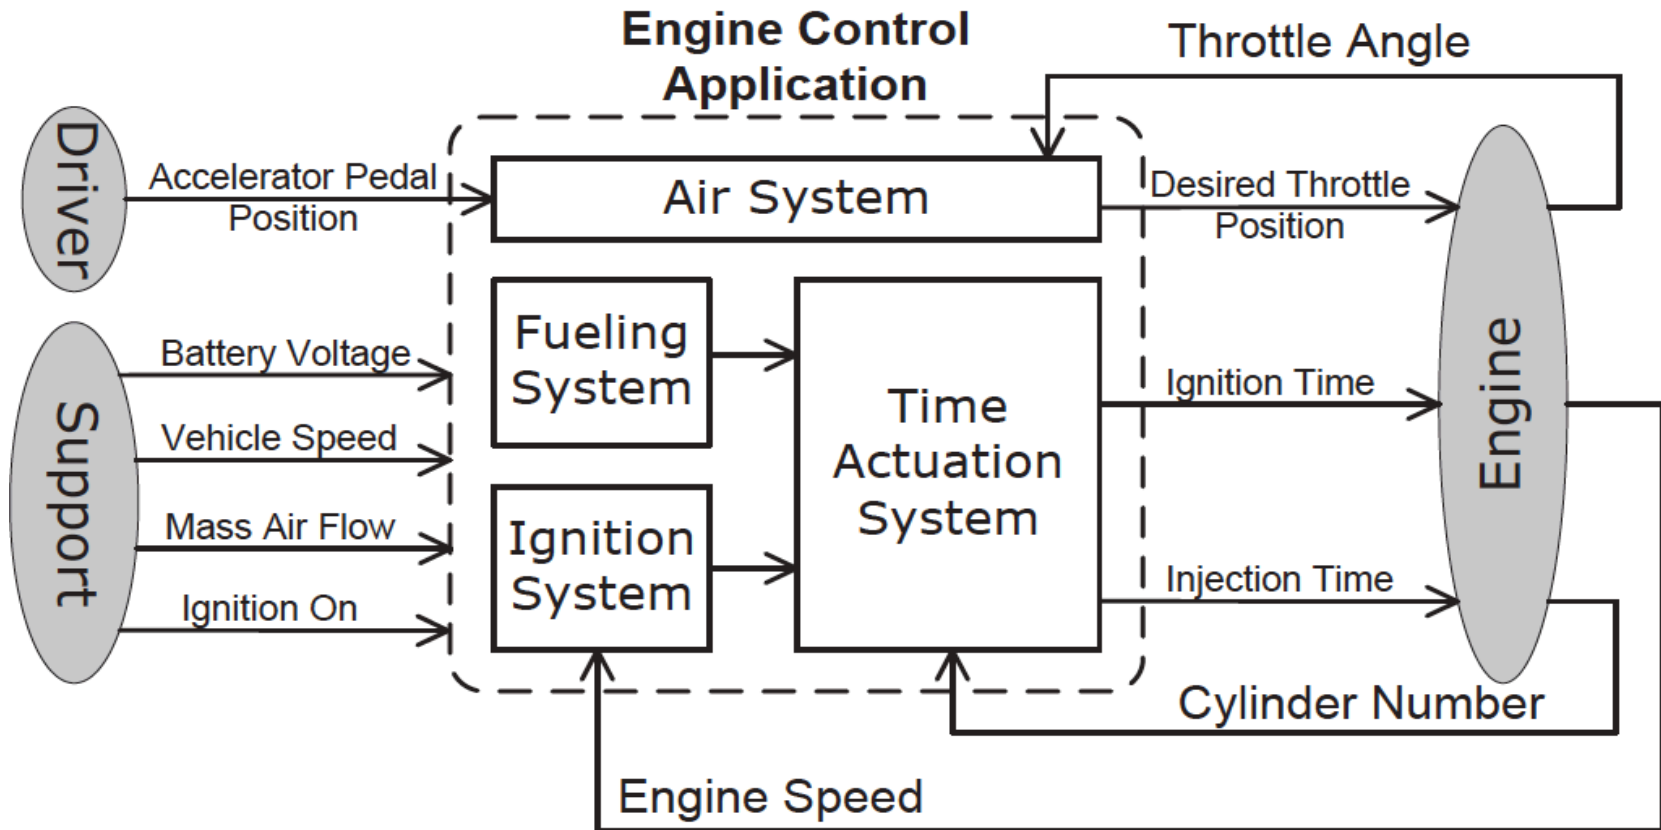 Engine Control
Application
Throttle Angle
Driver
Accelerator Pedal
Position
Air System
Desired Throttle
Position
Support
Battery Voltage
Vehicle Speed
Mass Air Flow
Ignition On
Fueling
System
Ignition
System
Time
Actuation
System
Ignition Time
Injection Time
Engine
Cylinder Number
Engine Speed